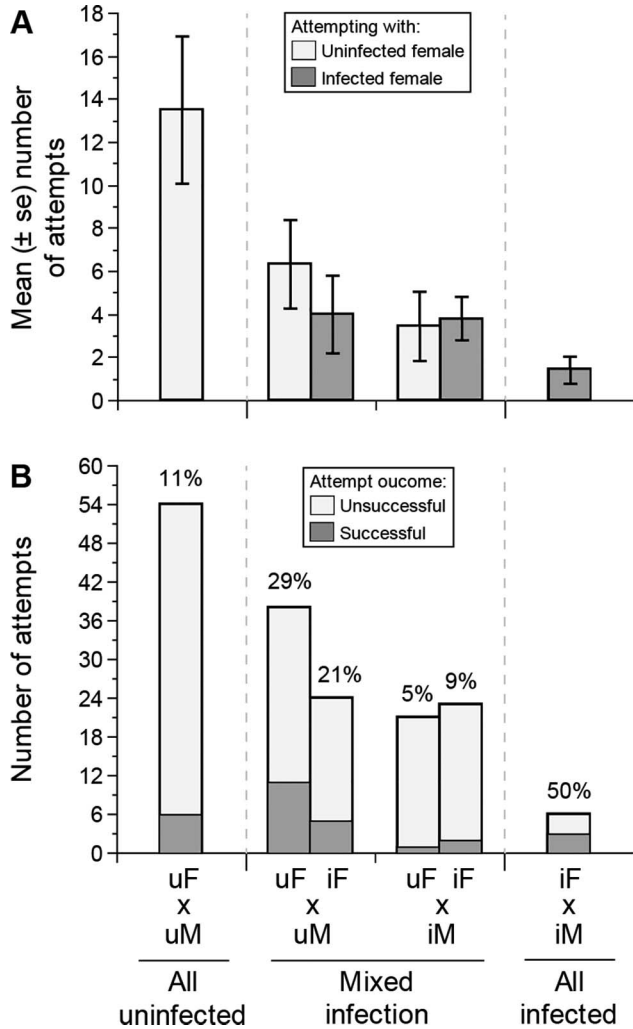 A
Mean (± se) number
of attempts
18
16
14
12
10
8
6
4
2
0
Attempting with:
Uninfected female
Infected female
B
Number of attempts
60
54
48
42
36
30
24
18
12
6
0
Attempt oucome:
Unsuccessful
Successful
11%
29%
21%
5%
9%
50%
uF uF iF uF iF iF
x x x x
uM uM iM iM
All Mixed All
uninfected infection infected